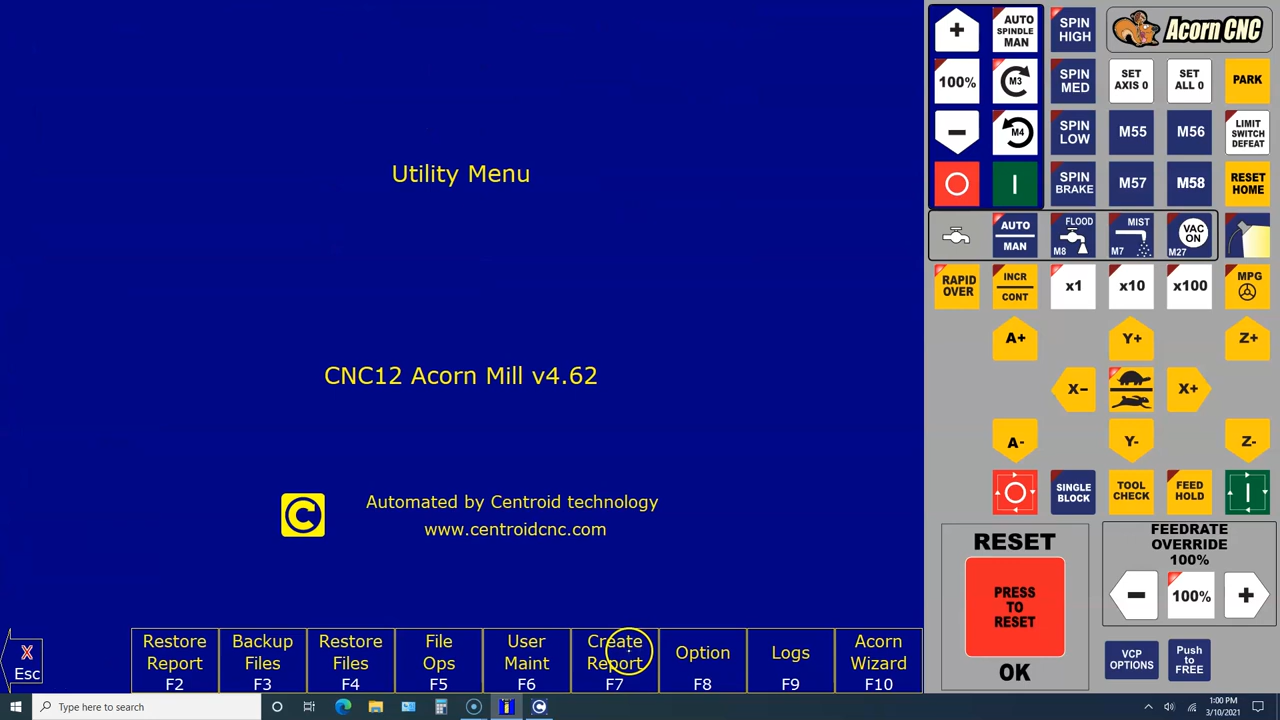 Utility Menu
CNC12 Acorn Mill v4.62
Automated by Centroid technology
www.centroidcnc.com
X
Esc
Restore
Report
F2
Backup
Files
F3
Restore
Files
F4
File
Ops
F5
User
Maint
F6
Create
Report
F7
Option
F8
Logs
F9
Acorn
Wizard
F10
+
AUTO
SPINDLE
MAN
SPIN
HIGH
Acorn CNC
100%
M3
SPIN
MED
SET
AXIS 0
SET
ALL 0
PARK
−
M4
SPIN
LOW
M55
M56
LIMIT
SWITCH
DEFEAT
SPIN
BRAKE
M57
M58
RESET
HOME
AUTO
MAN
FLOOD
M8
MIST
M7
VAC
ON
M27
RAPID
OVER
INCR
CONT
x1
x10
x100
MPG
A+
Y+
Z+
X−
X+
A-
Y-
Z-
SINGLE
BLOCK
TOOL
CHECK
FEED
HOLD
RESET
PRESS
TO
RESET
OK
FEEDRATE
OVERRIDE
100%
−
100%
+
VCP
OPTIONS
Push
to
FREE
Type here to search
1:00 PM
3/10/2021